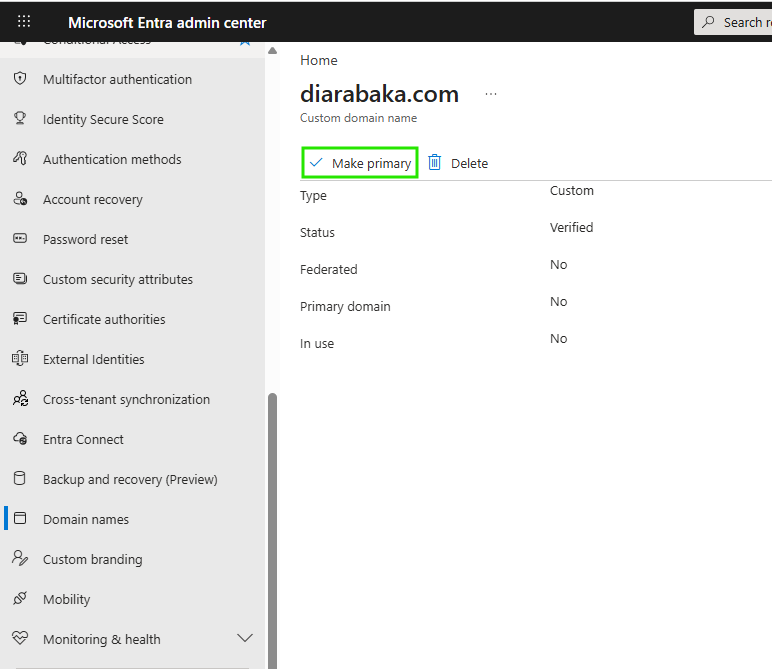 Microsoft Entra admin center
Search re
Conditional Access
Multifactor authentication
Identity Secure Score
Authentication methods
Account recovery
Password reset
Custom security attributes
Certificate authorities
External Identities
Cross-tenant synchronization
Entra Connect
Backup and recovery (Preview)
Domain names
Custom branding
Mobility
Monitoring & health
Home
diarabaka.com ...
Custom domain name
Make primary Delete
Type Custom
Status Verified
Federated No
Primary domain No
In use No